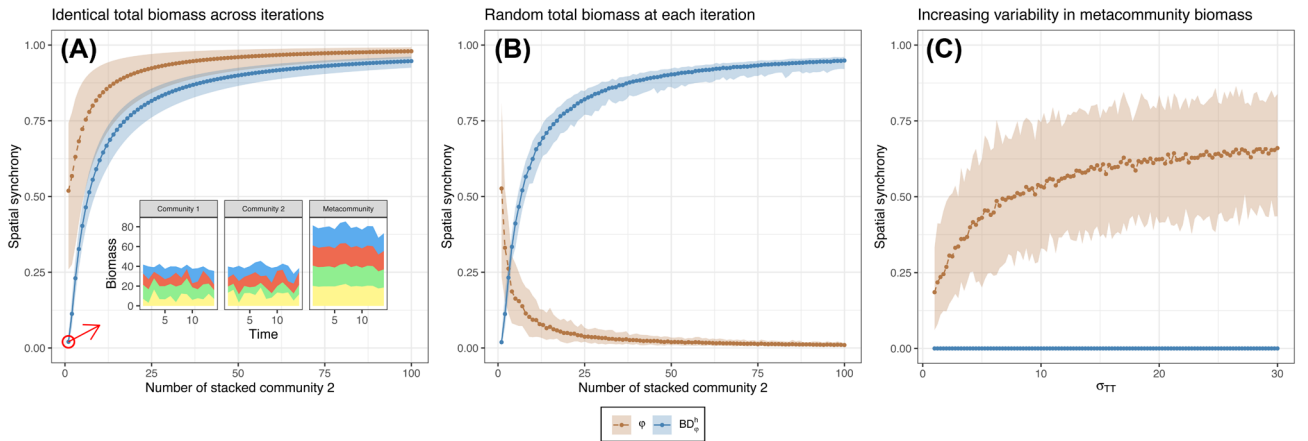 Identical total biomass across iterations
(A)
Spatial synchrony
1.00
0.75
0.50
0.25
0.00
Community 1
Community 2
Metacommunity
Biomass
80
60
40
20
0
5 10
5 10
5 10
Time
0 25 50 75 100
Number of stacked community 2
Random total biomass at each iteration
(B)
Spatial synchrony
1.00
0.75
0.50
0.25
0.00
0 25 50 75 100
Number of stacked community 2
Increasing variability in metacommunity biomass
(C)
Spatial synchrony
1.00
0.75
0.50
0.25
0.00
0 10 20 30
σTT
φ BDʰφ